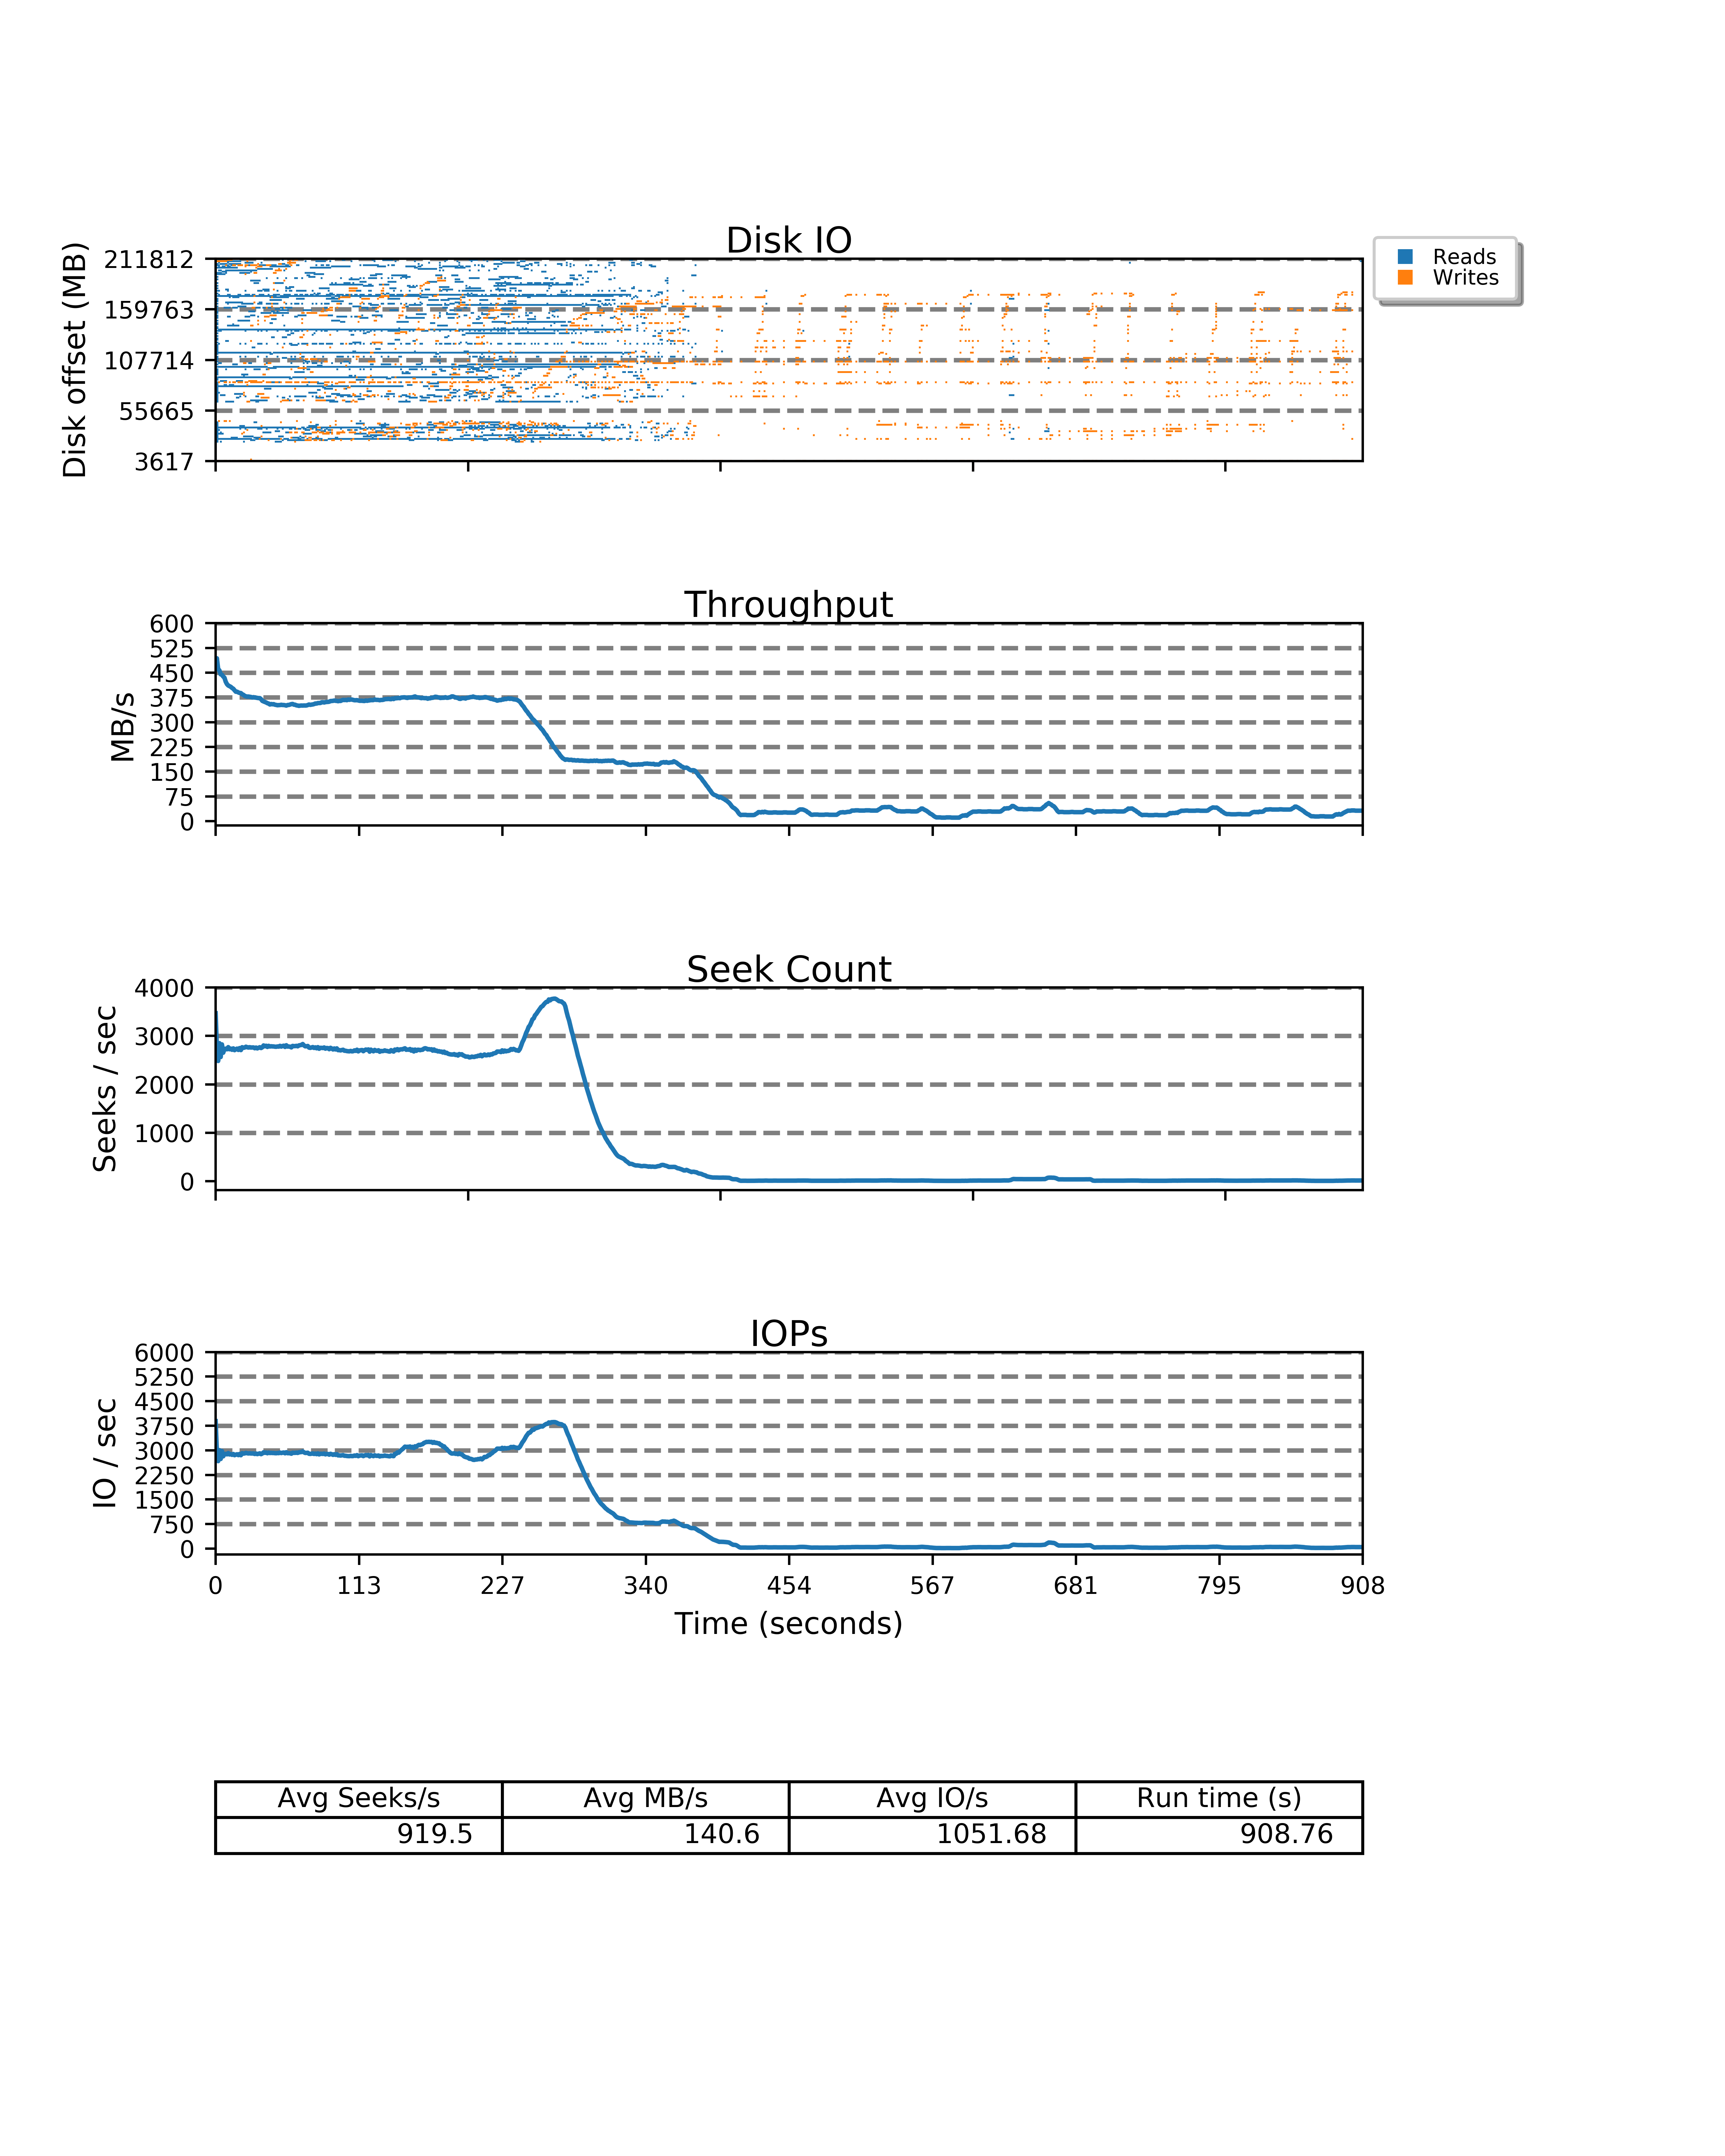 Disk IO
Disk offset (MB)
211812
159763
107714
55665
3617
Reads
Writes
Throughput
MB/s
600
525
450
375
300
225
150
75
0
Seek Count
Seeks / sec
4000
3000
2000
1000
0
IOPs
IO / sec
6000
5250
4500
3750
3000
2250
1500
750
0
0 113 227 340 454 567 681 795 908
Time (seconds)
Avg Seeks/s Avg MB/s Avg IO/s Run time (s)
919.5 140.6 1051.68 908.76